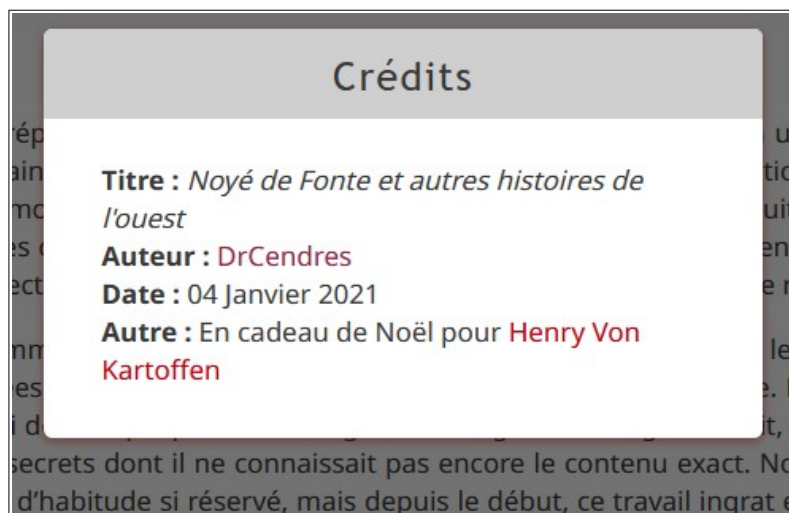 Crédits
Titre : Noyé de Fonte et autres histoires de
l'ouest
Auteur : DrCendres
Date : 04 Janvier 2021
Autre : En cadeau de Noël pour Henry Von
Kartoffen
secrets dont il ne connaissait pas encore le contenu exact.
d’habitude si réservé, mais depuis le début, ce travail ingrat